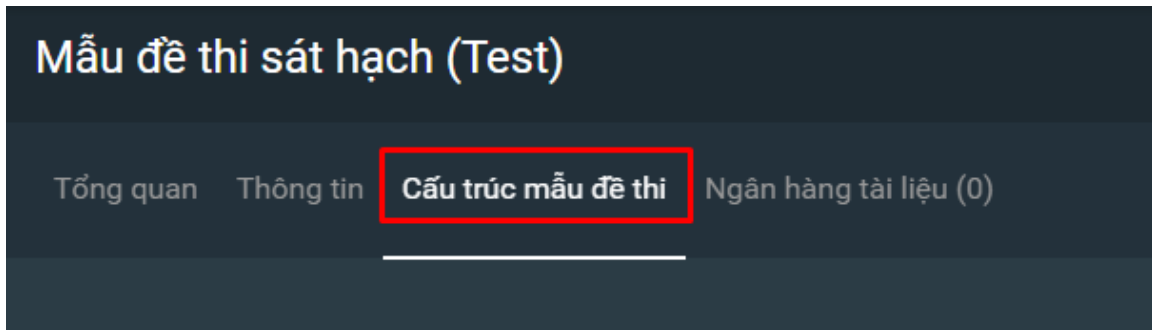 Mẫu đề thi sát hạch (Test)
Tổng quan Thông tin Cấu trúc mẫu đề thi Ngân hàng tài liệu (0)